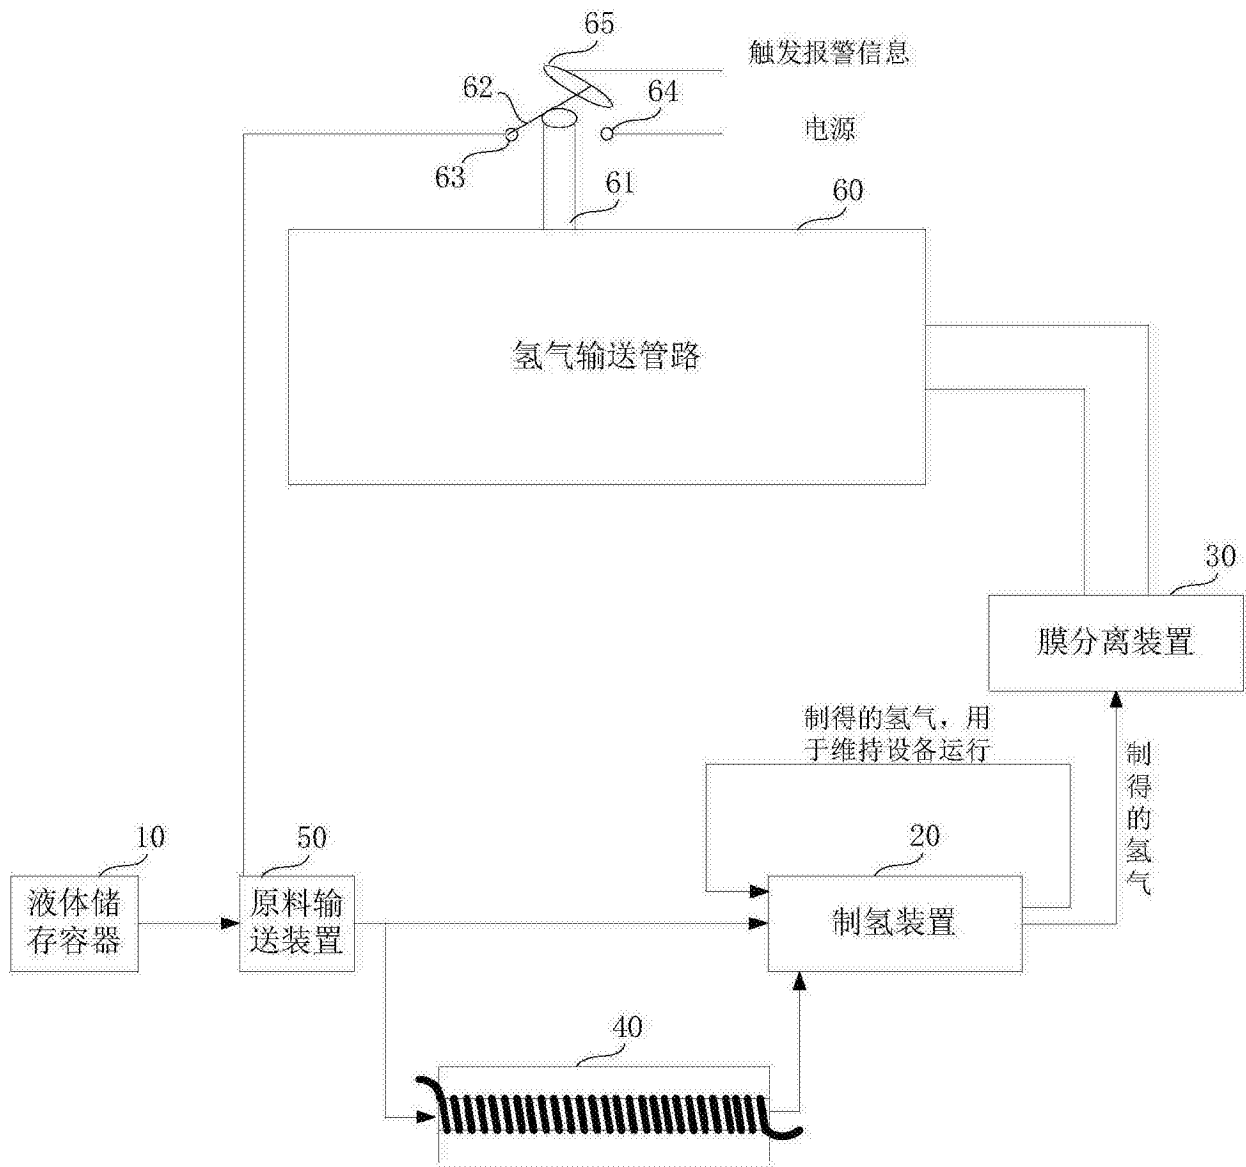 65
触发报警信息
62
64
电源
63
61
60
氢气输送管路
30
膜分离装置
制得的氢气，用
于维持设备运行
制得的氢气
10
50
20
液体储
存容器
原料输
送装置
制氢装置
40